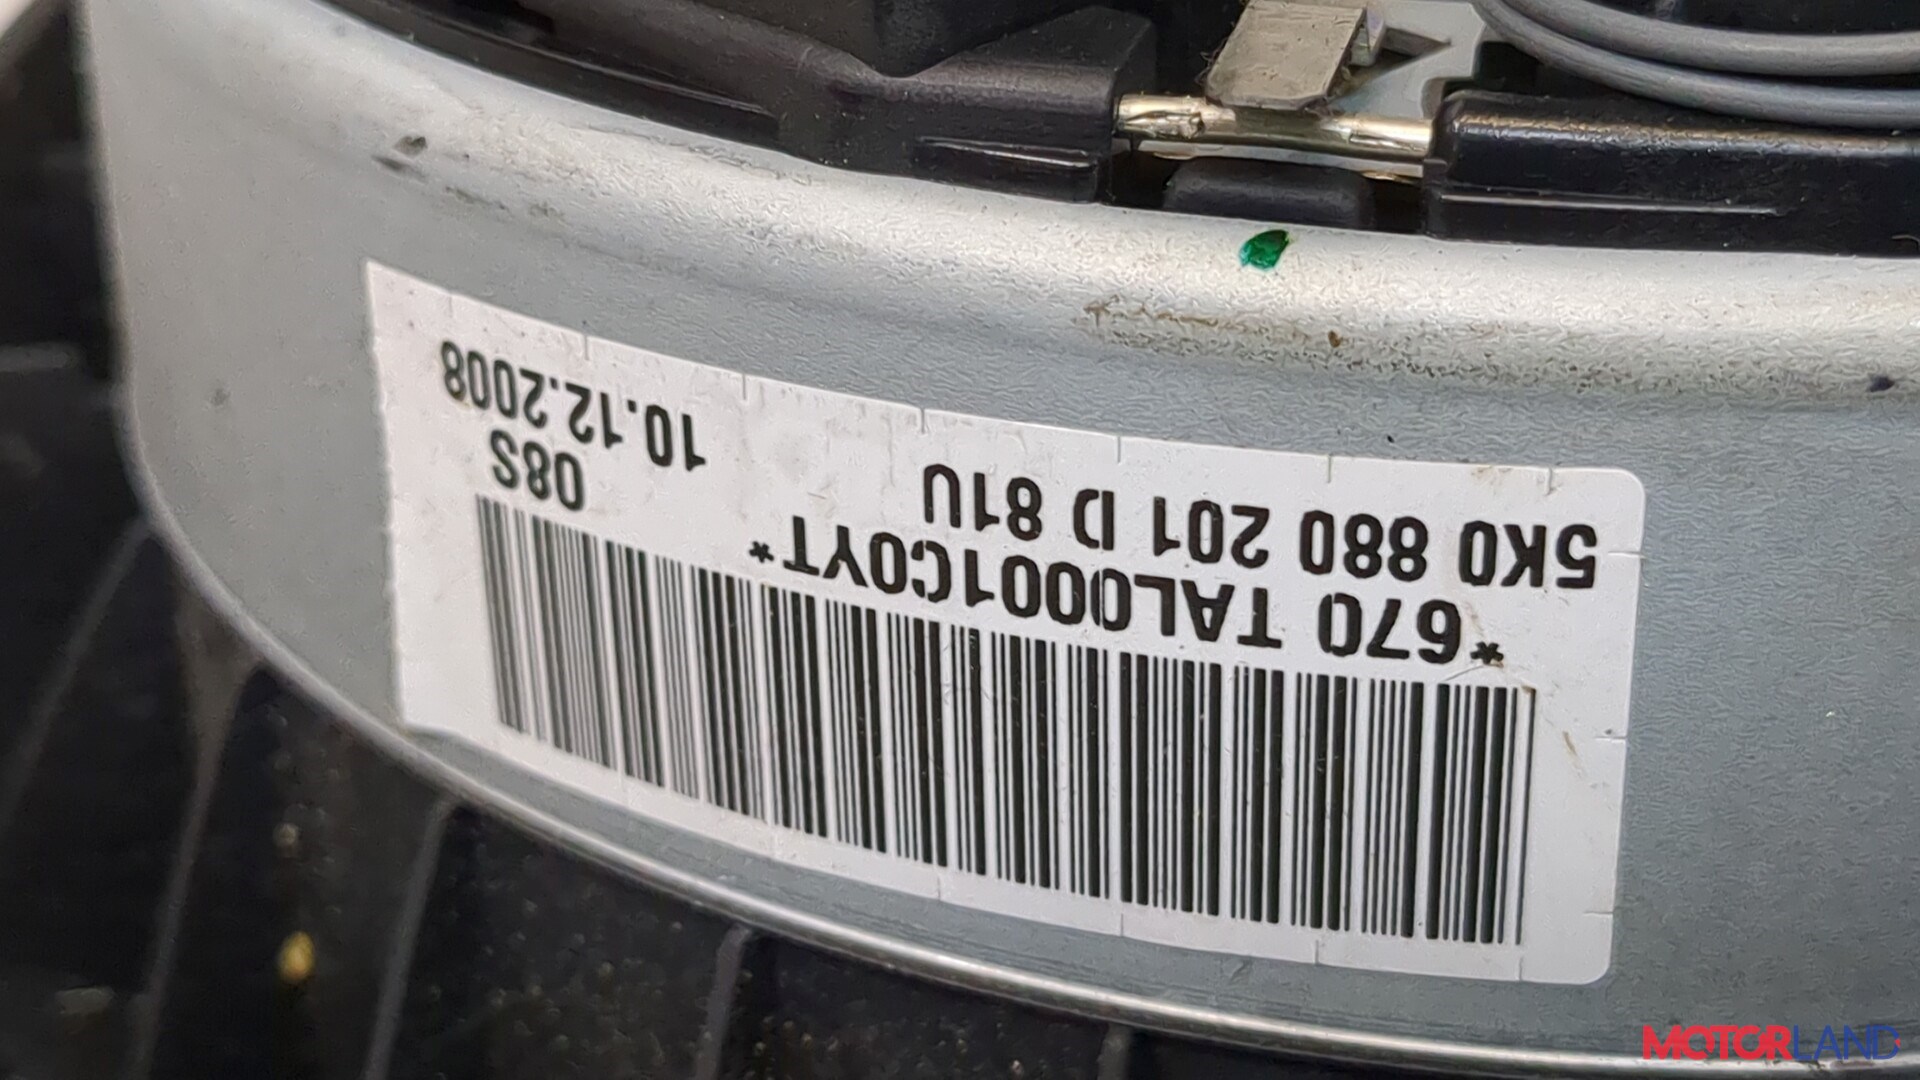 *670 TAL0001C0YT*
08S
5K0 880 201 D 81U
10.12.2008
MOTORLAND